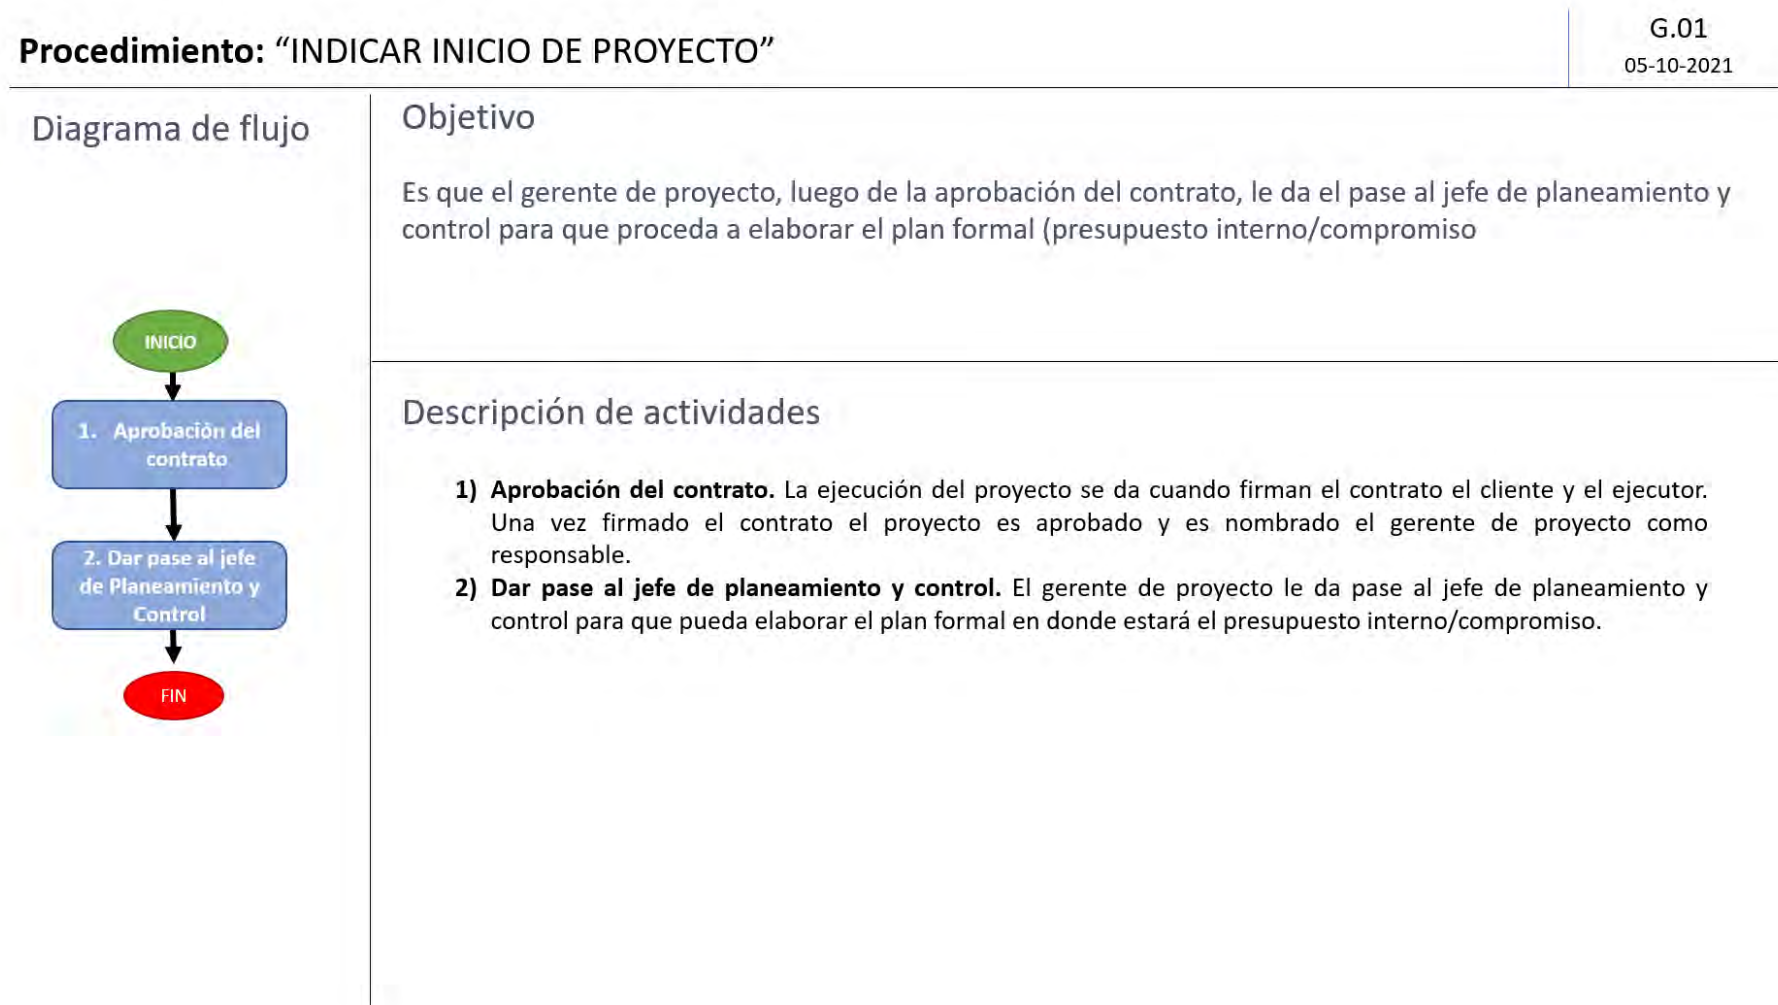 Procedimiento: “INDICAR INICIO DE PROYECTO”
G.01
05-10-2021
Diagrama de flujo
INICIO
1. Aprobación del
contrato
2. Dar pase al jefe
de Planeamiento y
Control
FIN
Objetivo
Es que el gerente de proyecto, luego de la aprobación del contrato, le da el pase al jefe de planeamiento y
control para que proceda a elaborar el plan formal (presupuesto interno/compromiso
Descripción de actividades
1) Aprobación del contrato. La ejecución del proyecto se da cuando firman el contrato el cliente y el ejecutor.
Una vez firmado el contrato el proyecto es aprobado y es nombrado el gerente de proyecto como
responsable.
2) Dar pase al jefe de planeamiento y control. El gerente de proyecto le da pase al jefe de planeamiento y
control para que pueda elaborar el plan formal en donde estará el presupuesto interno/compromiso.